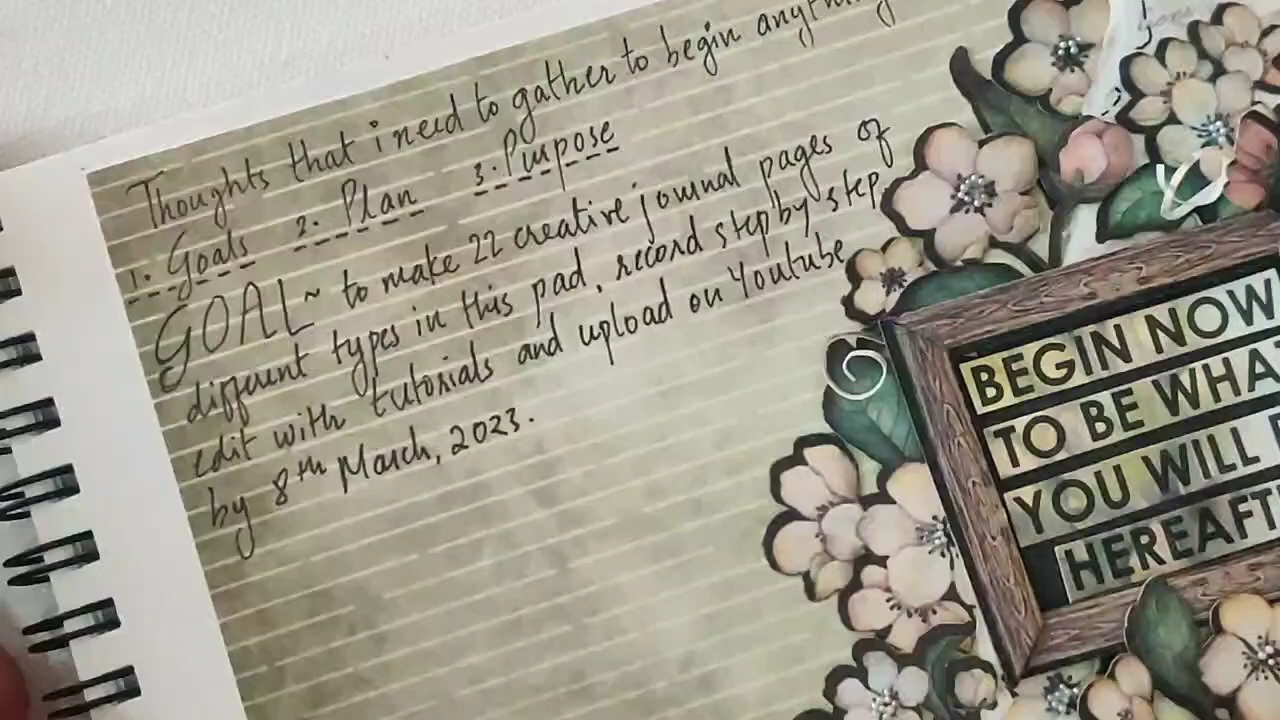 Thoughts that i need to gather to begin anything
1. Goals 2. Plan 3. Purpose
GOAL ~ to make 22 creative journal pages of
different types in this pad, record step by step,
edit with tutorials and upload on Youtube
by 8th March, 2023.
BEGIN NOW
TO BE WHA
YOU WILL
HEREAFT